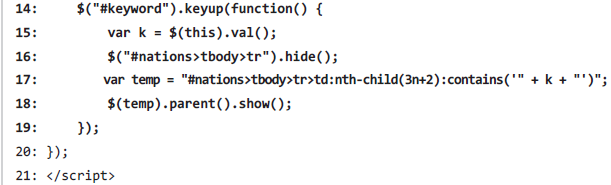 14:     $("#keyword").keyup(function() {
15:         var k = $(this).val();
16:         $("#nations>tbody>tr").hide();
17:         var temp = "#nations>tbody>tr>td:nth-child(3n+2):contains('" + k + "')";
18:         $(temp).parent().show();
19:     });
20: });
21: </script>